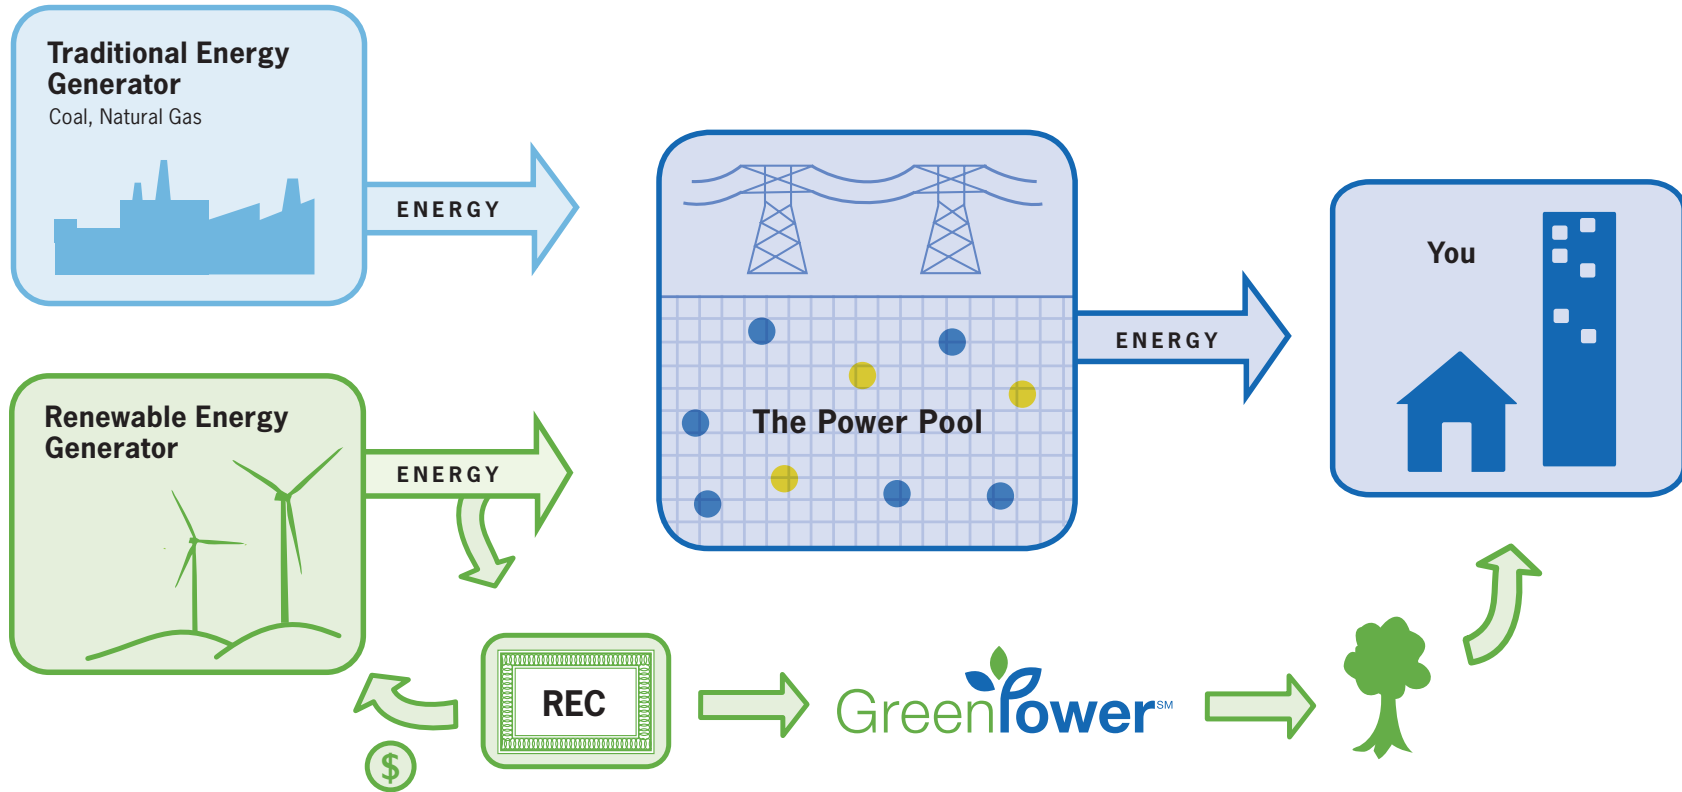 Traditional Energy
Generator
Coal, Natural Gas
ENERGY
Renewable Energy
Generator
ENERGY
The Power Pool
ENERGY
You
REC
$
GreenPower℠